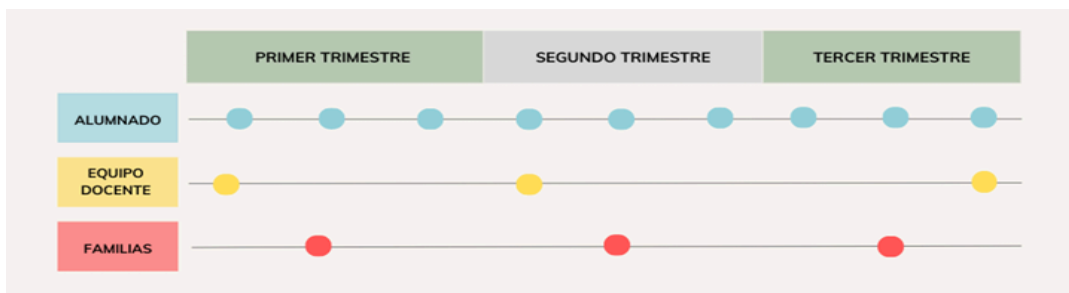 PRIMER TRIMESTRE
SEGUNDO TRIMESTRE
TERCER TRIMESTRE
ALUMNADO
EQUIPO
DOCENTE
FAMILIAS